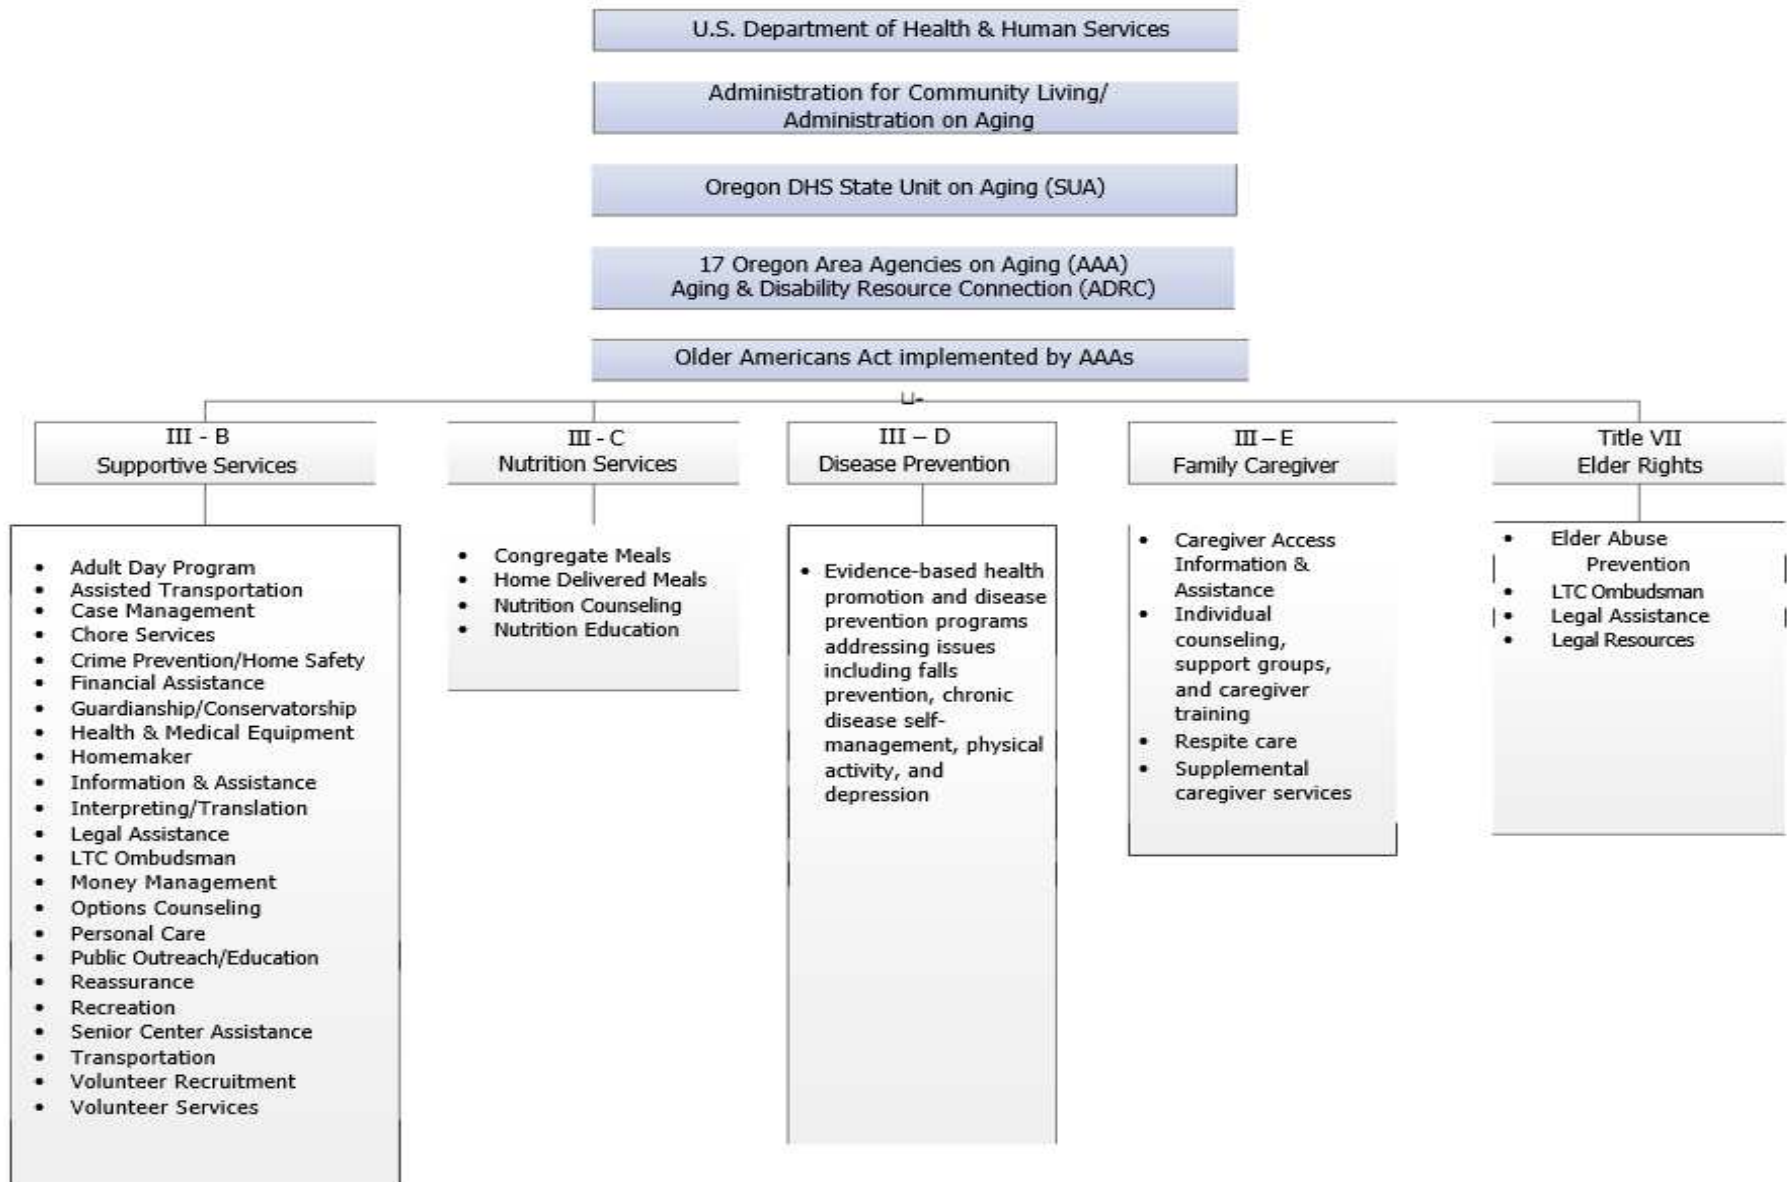 U.S. Department of Health & Human Services
Administration for Community Living/
Administration on Aging
Oregon DHS State Unit on Aging (SUA)
17 Oregon Area Agencies on Aging (AAA)
Aging & Disability Resource Connection (ADRC)
Older Americans Act implemented by AAAs
III - B
Supportive Services
• Adult Day Program
• Assisted Transportation
• Case Management
• Chore Services
• Crime Prevention/Home Safety
• Financial Assistance
• Guardianship/Conservatorship
• Health & Medical Equipment
• Homemaker
• Information & Assistance
• Interpreting/Translation
• Legal Assistance
• LTC Ombudsman
• Money Management
• Options Counseling
• Personal Care
• Public Outreach/Education
• Reassurance
• Recreation
• Senior Center Assistance
• Transportation
• Volunteer Recruitment
• Volunteer Services
III - C
Nutrition Services
• Congregate Meals
• Home Delivered Meals
• Nutrition Counseling
• Nutrition Education
III – D
Disease Prevention
• Evidence-based health
promotion and disease
prevention programs
addressing issues
including falls
prevention, chronic
disease self-
management, physical
activity, and
depression
III – E
Family Caregiver
• Caregiver Access
Information &
Assistance
• Individual
counseling,
support groups,
and caregiver
training
• Respite care
• Supplemental
caregiver services
Title VII
Elder Rights
• Elder Abuse
Prevention
• LTC Ombudsman
• Legal Assistance
• Legal Resources